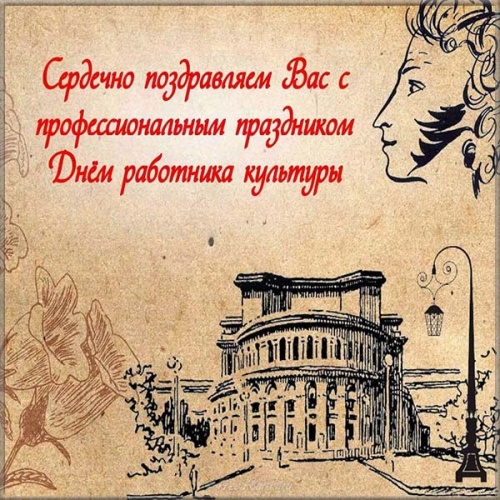 Сердечно поздравляем Вас с
профессиональным праздником
Днём работника культуры